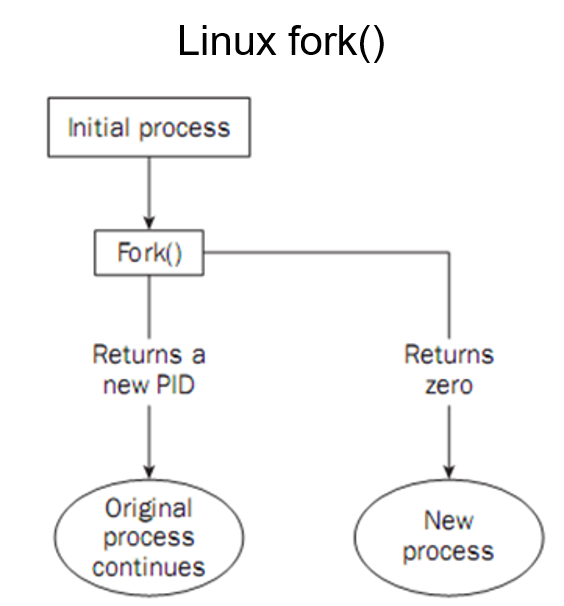 Linux fork()
Initial process
Fork()
Returns a
new PID
Returns
zero
Original
process
continues
New
process